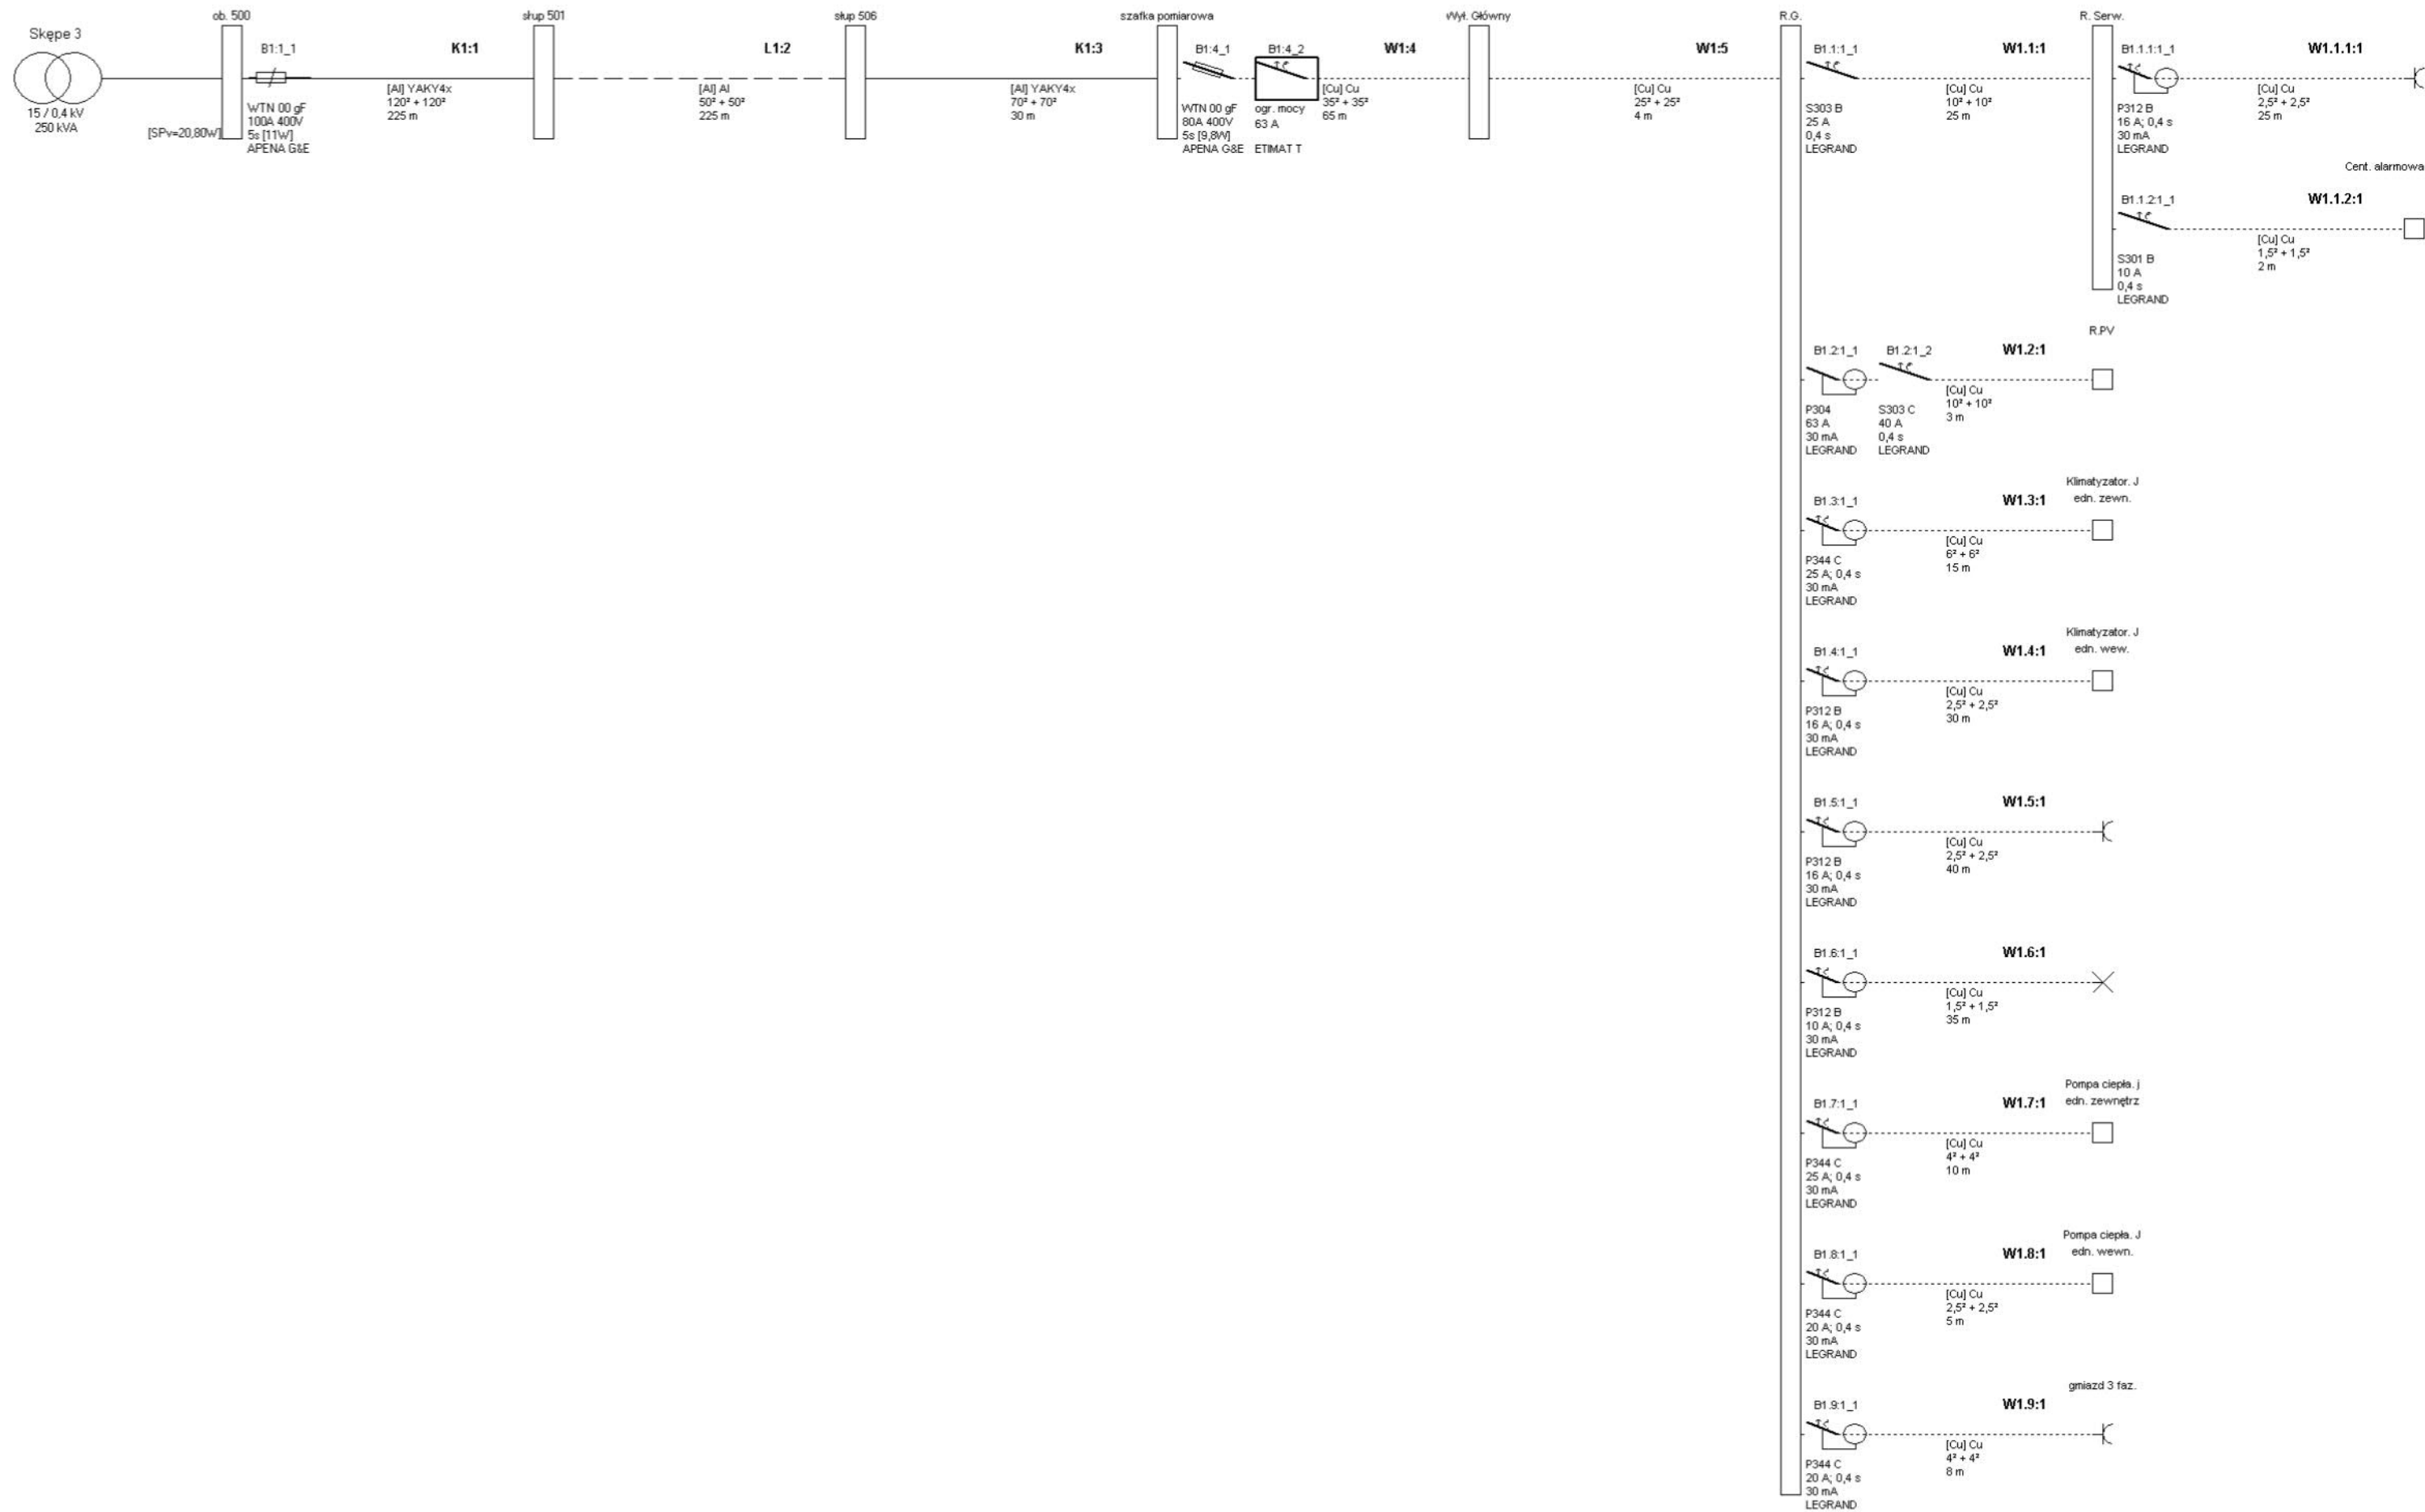 Skępe 3
15 / 0,4 kV
250 kVA
ob. 500
[SPv=20,80W]
B1:1_1
WTN 00 gF
100A 400V
5s [11W]
APENA G&E
K1:1
[Al] YAKY4x
120² + 120²
225 m
słup 501
L1:2
[Al] Al
50² + 50²
225 m
słup 506
K1:3
[Al] YAKY4x
70² + 70²
30 m
szafka pomiarowa
B1:4_1
WTN 00 gF
80A 400V
5s [9,8W]
APENA G&E
B1:4_2
ogr. mocy
63 A
ETIMAT T
W1:4
[Cu] Cu
35² + 35²
65 m
Wył. Główny
W1:5
[Cu] Cu
25² + 25²
4 m
R.G.
B1.1:1_1
S303 B
25 A
0,4 s
LEGRAND
W1.1:1
[Cu] Cu
10² + 10²
25 m
R. Serw.
B1.1.1:1_1
P312 B
16 A; 0,4 s
30 mA
LEGRAND
W1.1.1:1
[Cu] Cu
2,5² + 2,5²
25 m
Cent. alarmowa
B1.1.2:1_1
S301 B
10 A
0,4 s
LEGRAND
W1.1.2:1
[Cu] Cu
1,5² + 1,5²
2 m
R.PV
B1.2:1_1
P304
63 A
30 mA
LEGRAND
B1.2:1_2
S303 C
40 A
0,4 s
LEGRAND
W1.2:1
[Cu] Cu
10² + 10²
3 m
Klimatyzator. J
edn. zewn.
B1.3:1_1
P344 C
25 A; 0,4 s
30 mA
LEGRAND
W1.3:1
[Cu] Cu
6² + 6²
15 m
Klimatyzator. J
edn. wew.
B1.4:1_1
P312 B
16 A; 0,4 s
30 mA
LEGRAND
W1.4:1
[Cu] Cu
2,5² + 2,5²
30 m
B1.5:1_1
P312 B
16 A; 0,4 s
30 mA
LEGRAND
W1.5:1
[Cu] Cu
2,5² + 2,5²
40 m
B1.6:1_1
P312 B
10 A; 0,4 s
30 mA
LEGRAND
W1.6:1
[Cu] Cu
1,5² + 1,5²
35 m
Pompa ciepła. j
edn. zewnętrz
B1.7:1_1
P344 C
25 A; 0,4 s
30 mA
LEGRAND
W1.7:1
[Cu] Cu
4² + 4²
10 m
Pompa ciepła. J
edn. wewn.
B1.8:1_1
P344 C
20 A; 0,4 s
30 mA
LEGRAND
W1.8:1
[Cu] Cu
2,5² + 2,5²
5 m
gmiazd 3 faz.
B1.9:1_1
P344 C
20 A; 0,4 s
30 mA
LEGRAND
W1.9:1
[Cu] Cu
4² + 4²
8 m